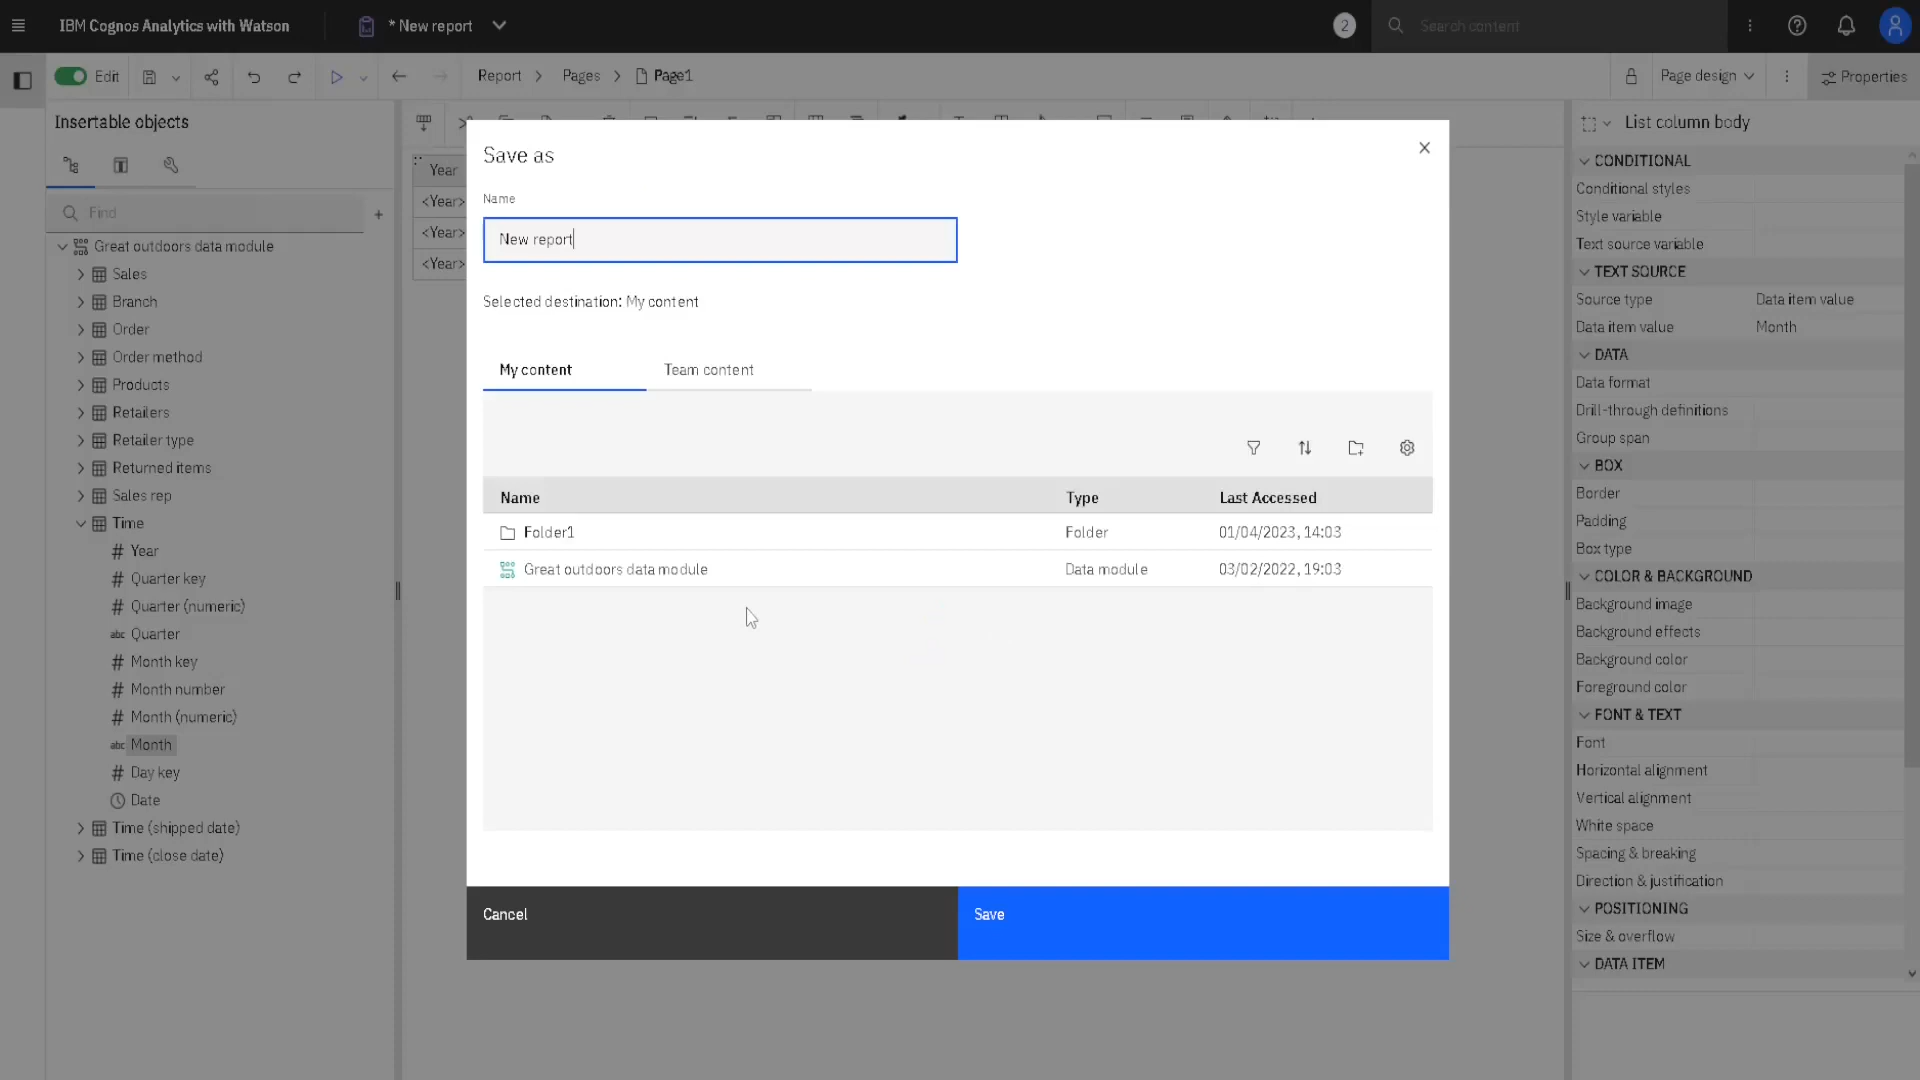 IBM Cognos Analytics with Watson
* New report
2
Search content
Edit
Report
Pages
Page1
Page design
Properties
Insertable objects
Find
Great outdoors data module
Sales
Branch
Order
Order method
Products
Retailers
Retailer type
Returned items
Sales rep
Time
# Year
# Quarter key
# Quarter (numeric)
abc Quarter
# Month key
# Month number
# Month (numeric)
abc Month
# Day key
Date
Time (shipped date)
Time (close date)
Year
<Year>
<Year>
<Year>
Save as
Name
New report
Selected destination: My content
My content
Team content
Name Type Last Accessed
Folder1 Folder 01/04/2023, 14:03
Great outdoors data module Data module 03/02/2022, 19:03
Cancel
Save
List column body
CONDITIONAL
Conditional styles
Style variable
Text source variable
TEXT SOURCE
Source type Data item value
Data item value Month
DATA
Data format
Drill-through definitions
Group span
BOX
Border
Padding
Box type
COLOR & BACKGROUND
Background image
Background effects
Background color
Foreground color
FONT & TEXT
Font
Horizontal alignment
Vertical alignment
White space
Spacing & breaking
Direction & justification
POSITIONING
Size & overflow
DATA ITEM